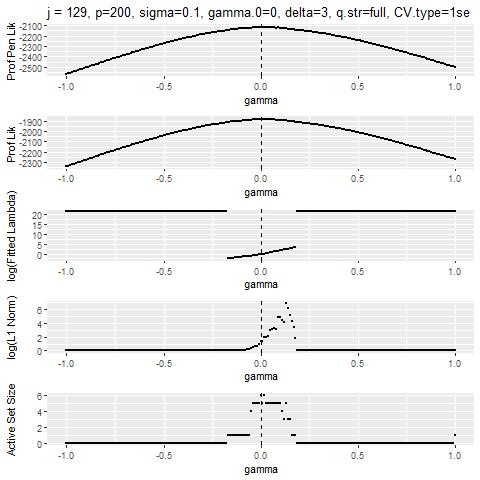 j = 129, p=200, sigma=0.1, gamma.0=0, delta=3, q.str=full, CV.type=1se
Prof Pen Lik
-2100
-2200
-2300
-2400
-2500
-1.0 -0.5 0.0 0.5 1.0
gamma
Prof Lik
-1900
-2000
-2100
-2200
-2300
-1.0 -0.5 0.0 0.5 1.0
gamma
log(Fitted Lambda)
20
15
10
5
0
-1.0 -0.5 0.0 0.5 1.0
gamma
log(L1 Norm)
6
4
2
0
-1.0 -0.5 0.0 0.5 1.0
gamma
Active Set Size
6
4
2
0
-1.0 -0.5 0.0 0.5 1.0
gamma